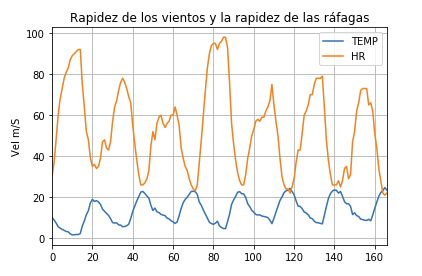 Rapidez de los vientos y la rapidez de las ráfagas
TEMP
HR
Vel m/S
100
80
60
40
20
0
0 20 40 60 80 100 120 140 160